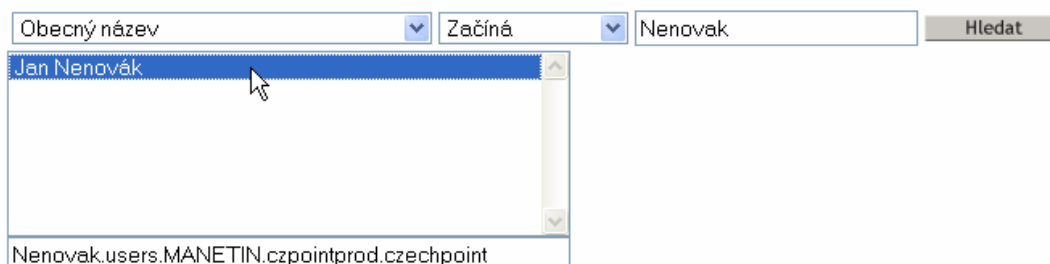 Obecný název Začíná Nenovak Hledat
Jan Nenovák
Nenovak.users.MANETIN.czpointprod.czechpoint